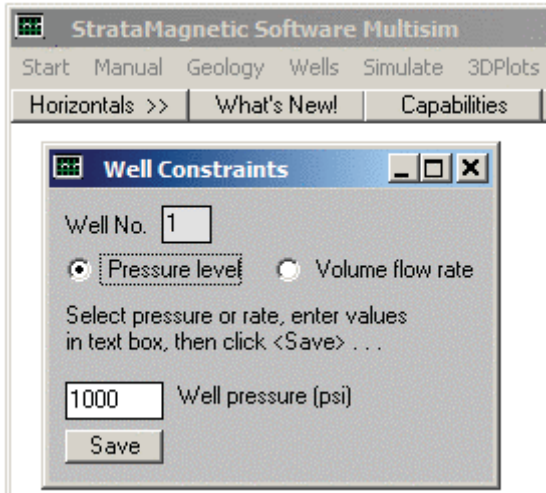 StrataMagnetic Software Multisim
Start Manual Geology Wells Simulate 3DPlots
Horizontals >> What's New! Capabilities
Well Constraints
Well No. 1
Pressure level Volume flow rate
Select pressure or rate, enter values
in text box, then click <Save> . . .
1000 Well pressure (psi)
Save